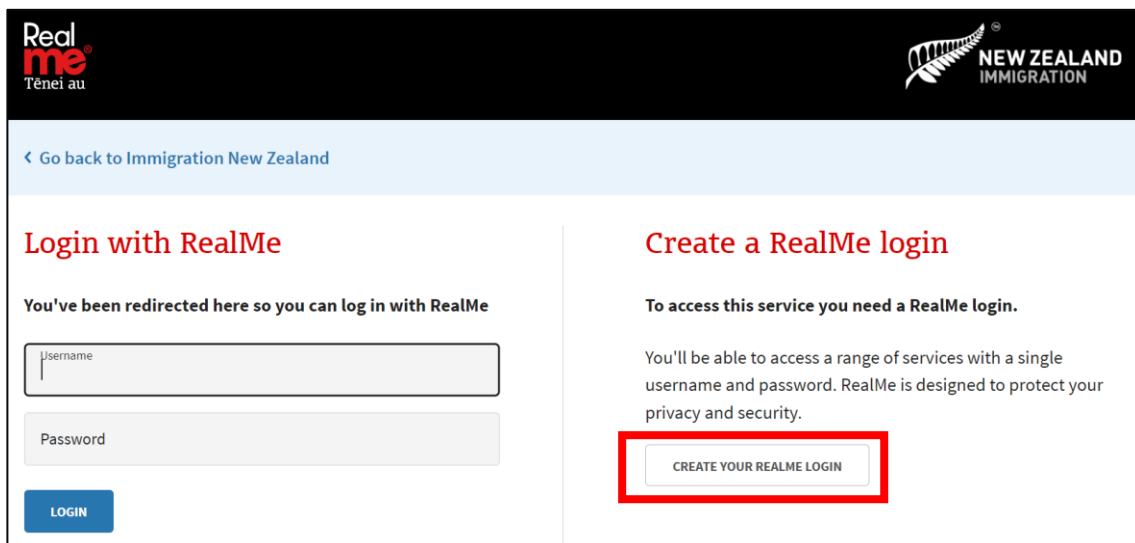 Real
me®
Tēnei au
NEW ZEALAND
IMMIGRATION
Go back to Immigration New Zealand
Login with RealMe
You've been redirected here so you can log in with RealMe
Username
Password
LOGIN
Create a RealMe login
To access this service you need a RealMe login.
You'll be able to access a range of services with a single
username and password. RealMe is designed to protect your
privacy and security.
CREATE YOUR REALME LOGIN